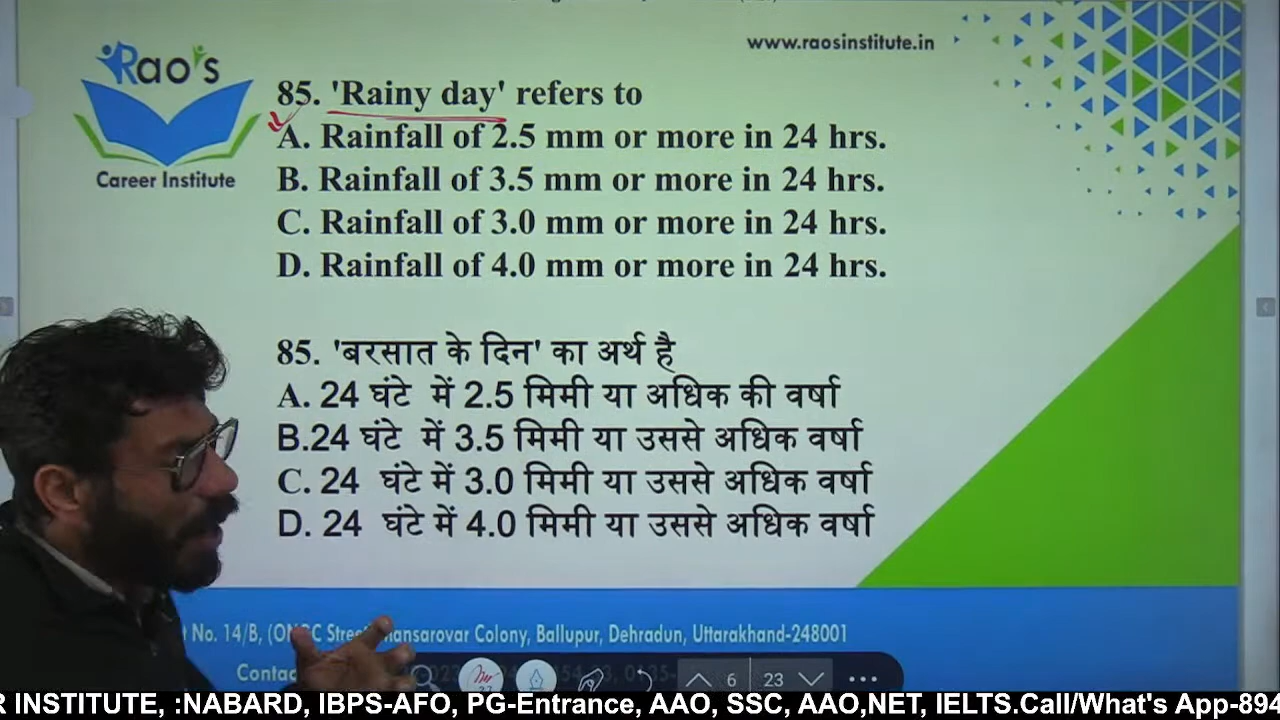 www.raosinstitute.in
Rao's
Career Institute
85. 'Rainy day' refers to
A. Rainfall of 2.5 mm or more in 24 hrs.
B. Rainfall of 3.5 mm or more in 24 hrs.
C. Rainfall of 3.0 mm or more in 24 hrs.
D. Rainfall of 4.0 mm or more in 24 hrs.
85. 'बरसात के दिन' का अर्थ है
A. 24 घंटे में 2.5 मिमी या अधिक की वर्षा
B.24 घंटे में 3.5 मिमी या उससे अधिक वर्षा
C. 24 घंटे में 3.0 मिमी या उससे अधिक वर्षा
D. 24 घंटे में 4.0 मिमी या उससे अधिक वर्षा
No. 14/B, Mansarovar Colony, Ballupur, Dehradun, Uttarakhand-248001
6 23
INSTITUTE, :NABARD, IBPS-AFO, PG-Entrance, AAO, SSC, AAO,NET, IELTS.Call/What's App-894